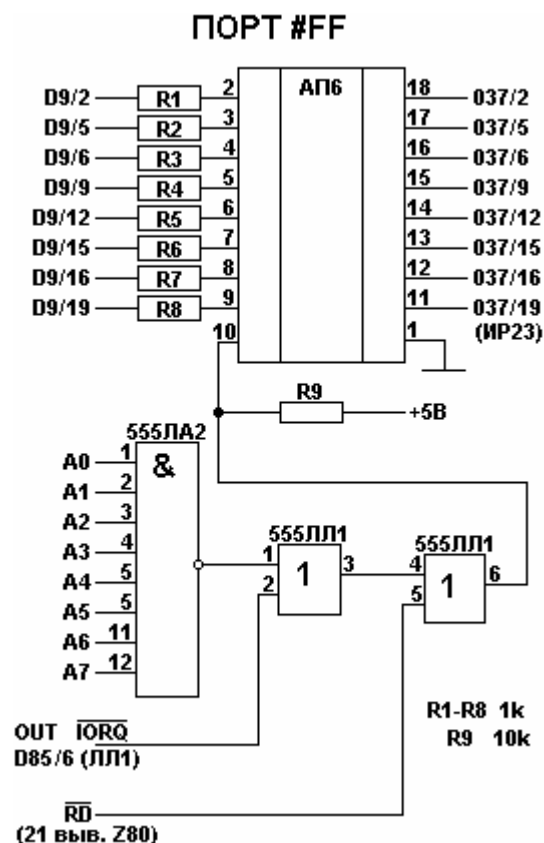 ПОРТ #FF
АП6
D9/2 R1 2 18 037/2
D9/5 R2 3 17 037/5
D9/6 R3 4 16 037/6
D9/9 R4 5 15 037/9
D9/12 R5 6 14 037/12
D9/15 R6 7 13 037/15
D9/16 R7 8 12 037/16
D9/19 R8 9 11 037/19
10 1 (ИР23)
R9 +5В
555ЛА2
&
A0 1
A1 2
A2 3
A3 4
A4 5
A5 5
A6 11
A7 12
555ЛЛ1
1 1 3
2
555ЛЛ1
4 1 6
5
R1-R8 1k
R9 10k
OUT IORQ
D85/6 (ЛЛ1)
RD
(21 выв. Z80)